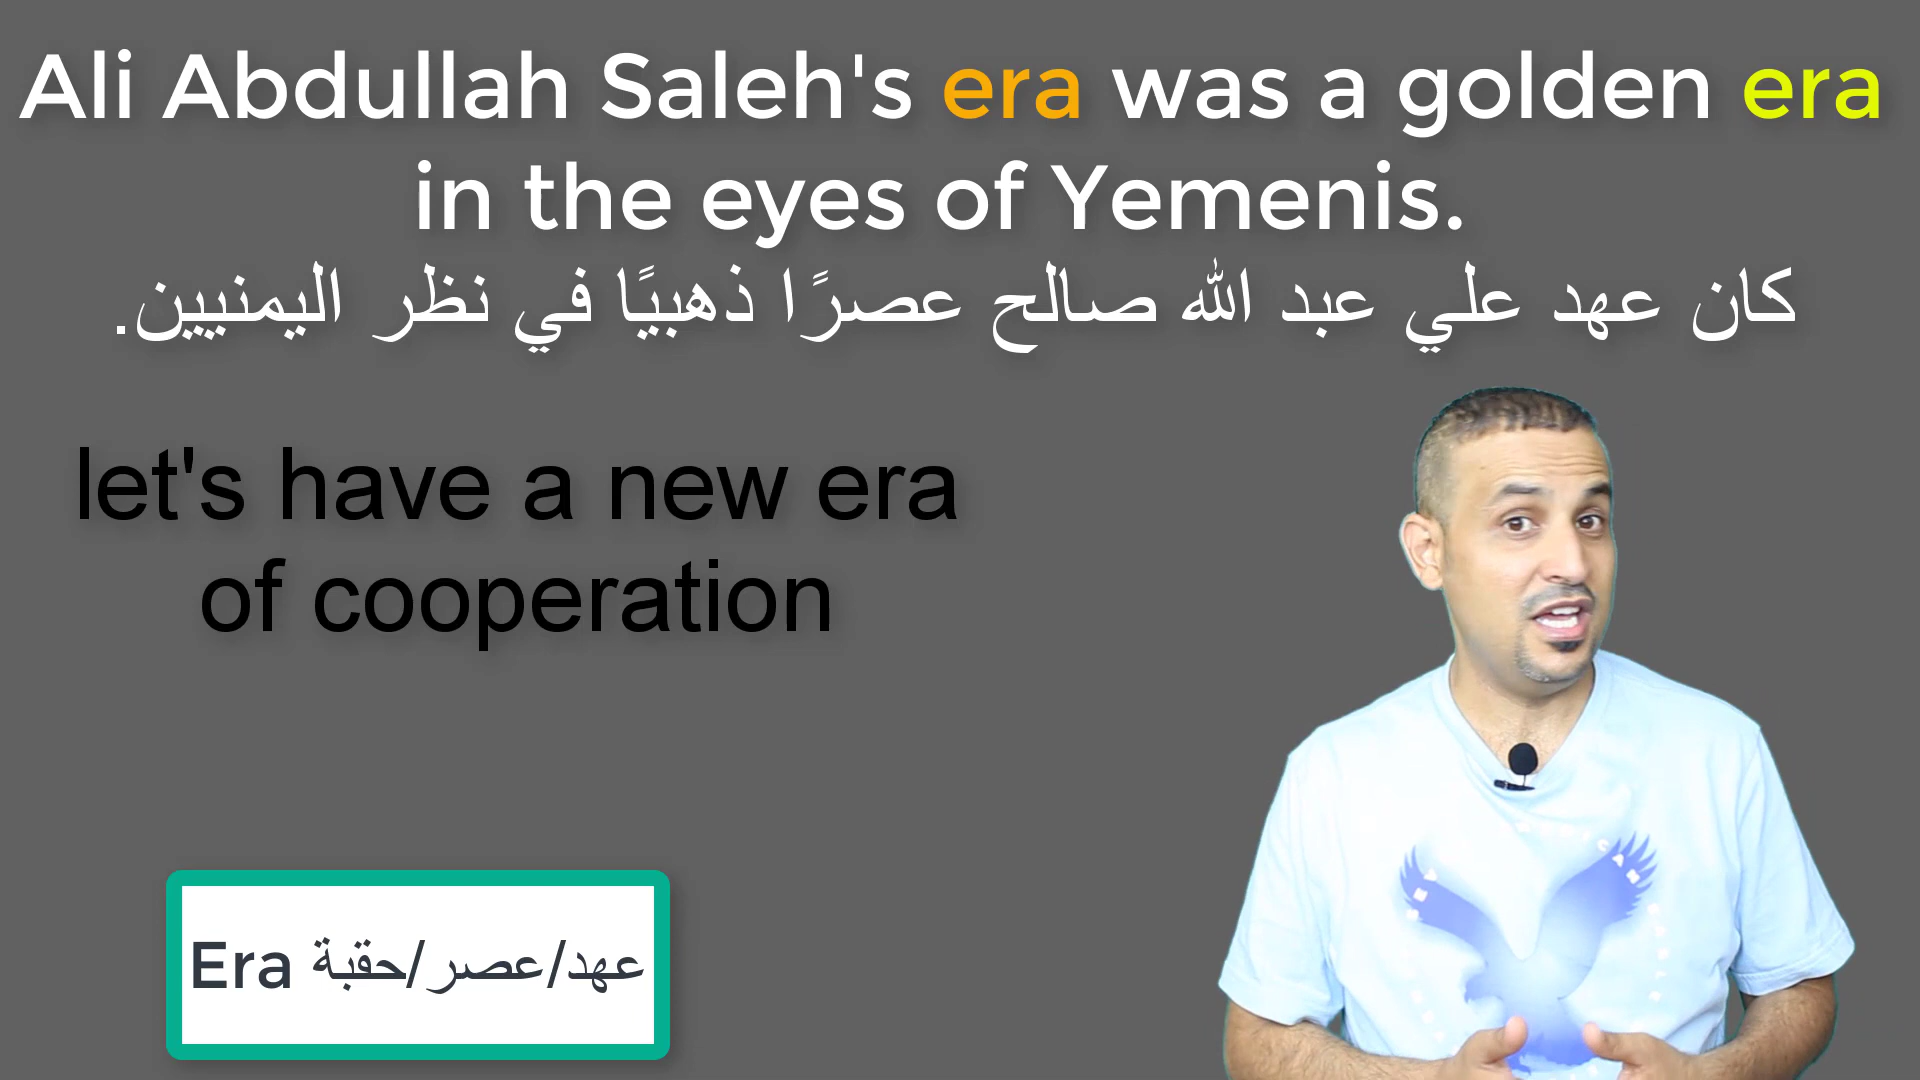 Ali Abdullah Saleh's era was a golden era
in the eyes of Yemenis.
كان عهد علي عبد الله صالح عصرًا ذهبيًا في نظر اليمنيين.
let's have a new era
of cooperation
Era عهد/عصر/حقبة